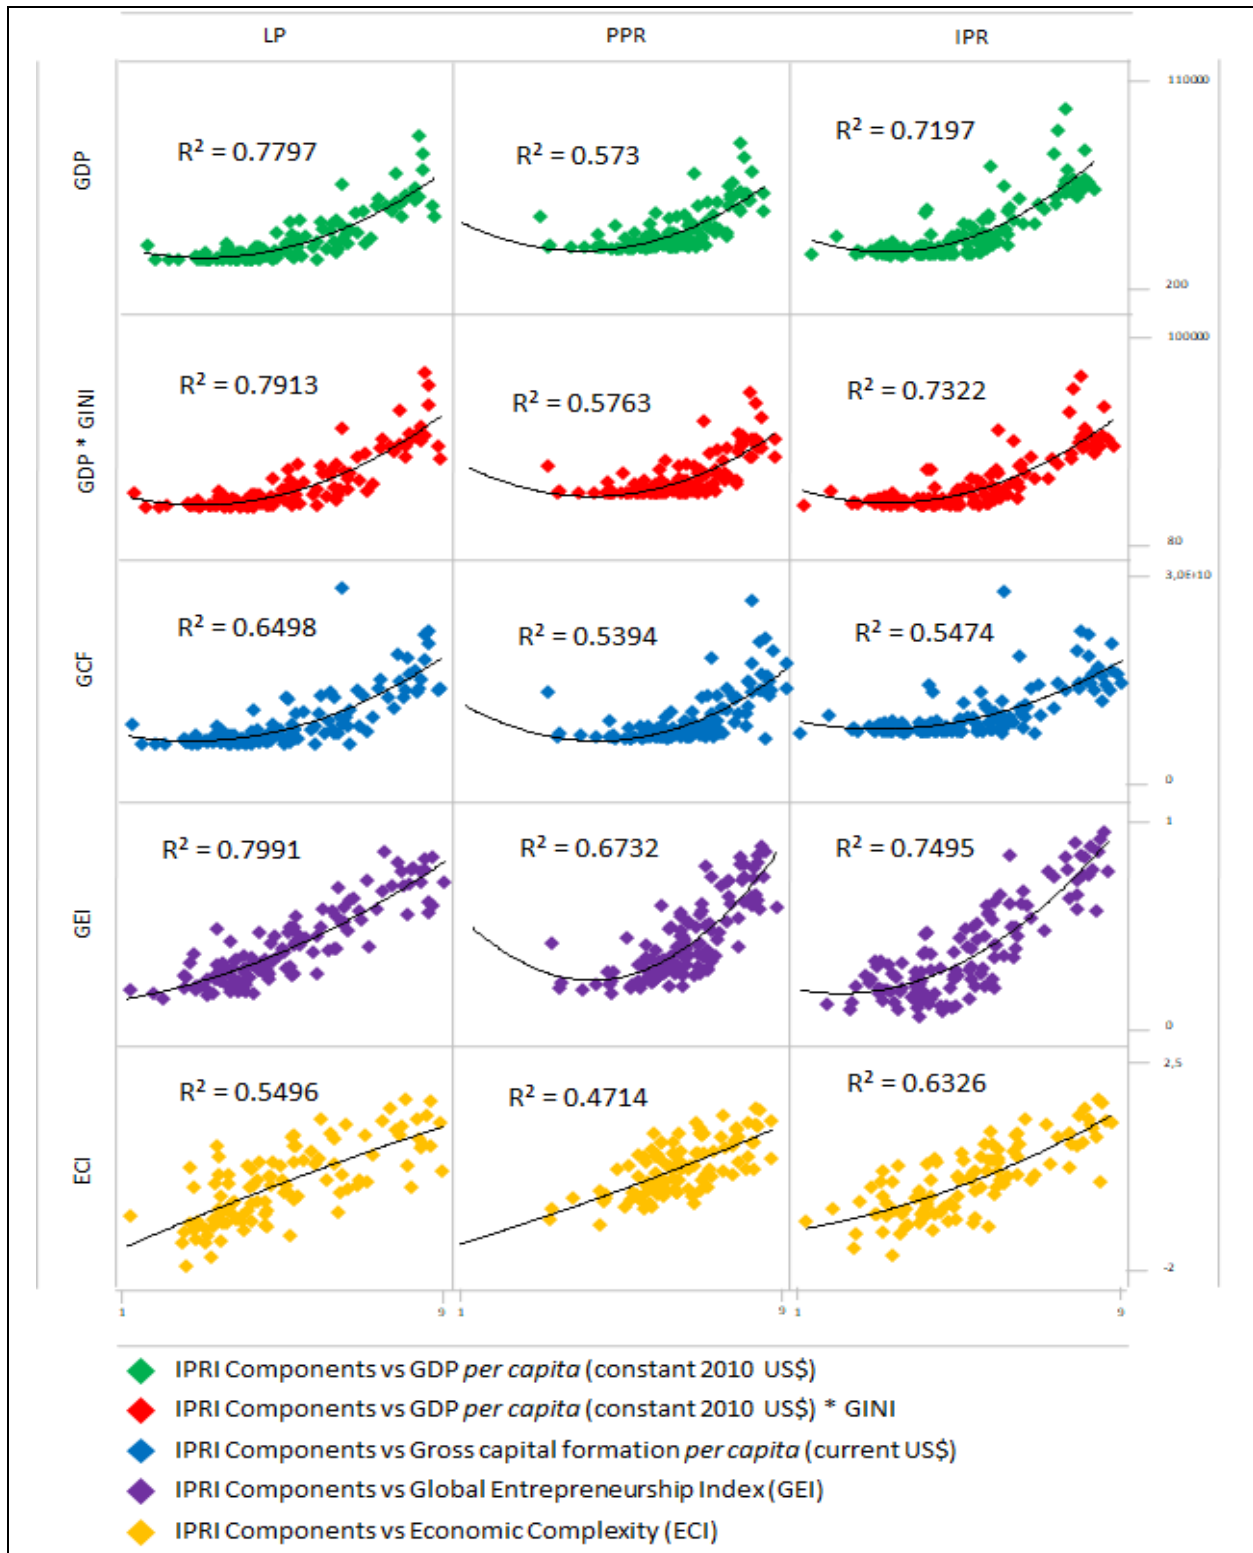 LP PPR IPR
110000
GDP
R² = 0.7797 R² = 0.573 R² = 0.7197
200
100000
GDP * GINI
R² = 0.7913 R² = 0.5763 R² = 0.7322
80
3,0E+10
GCF
R² = 0.6498 R² = 0.5394 R² = 0.5474
0
1
GEI
R² = 0.7991 R² = 0.6732 R² = 0.7495
0
2,5
ECI
R² = 0.5496 R² = 0.4714 R² = 0.6326
-2
1 9 1 9 1 9
IPRI Components vs GDP per capita (constant 2010 US$)
IPRI Components vs GDP per capita (constant 2010 US$) * GINI
IPRI Components vs Gross capital formation per capita (current US$)
IPRI Components vs Global Entrepreneurship Index (GEI)
IPRI Components vs Economic Complexity (ECI)